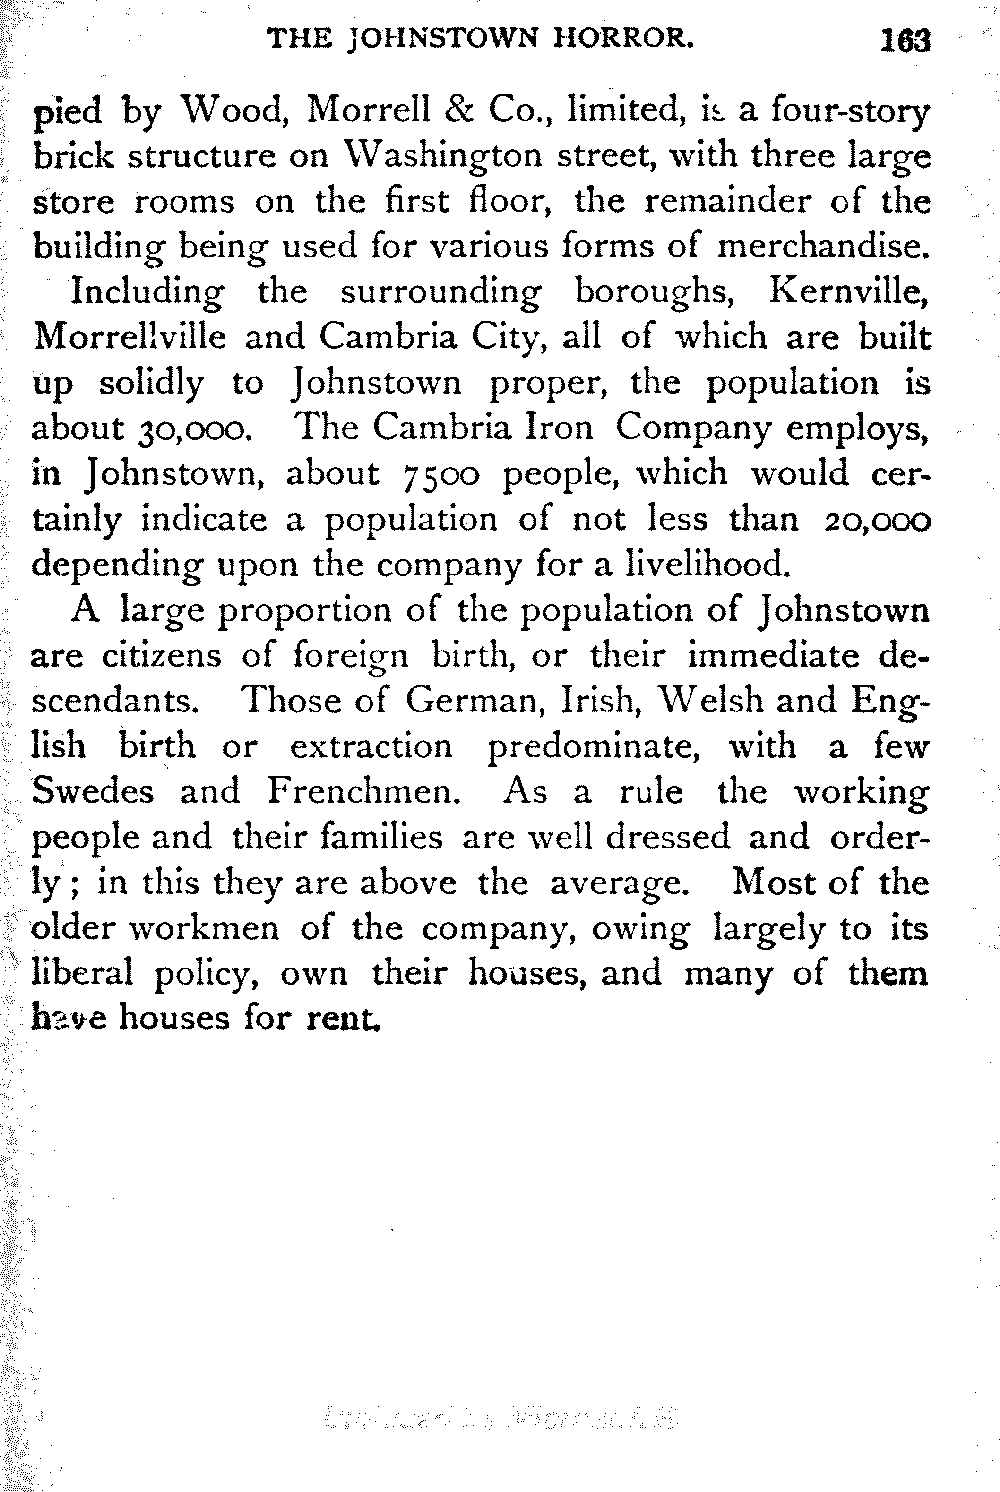 THE JOHNSTOWN HORROR. 163
pied by Wood, Morrell & Co., limited, is a four-story
brick structure on Washington street, with three large
store rooms on the first floor, the remainder of the
building being used for various forms of merchandise.
Including the surrounding boroughs, Kernville,
Morrellville and Cambria City, all of which are built
up solidly to Johnstown proper, the population is
about 30,000. The Cambria Iron Company employs,
in Johnstown, about 7500 people, which would cer-
tainly indicate a population of not less than 20,000
depending upon the company for a livelihood.
A large proportion of the population of Johnstown
are citizens of foreign birth, or their immediate de-
scendants. Those of German, Irish, Welsh and Eng-
lish birth or extraction predominate, with a few
Swedes and Frenchmen. As a rule the working
people and their families are well dressed and order-
ly; in this they are above the average. Most of the
older workmen of the company, owing largely to its
liberal policy, own their houses, and many of them
have houses for rent.